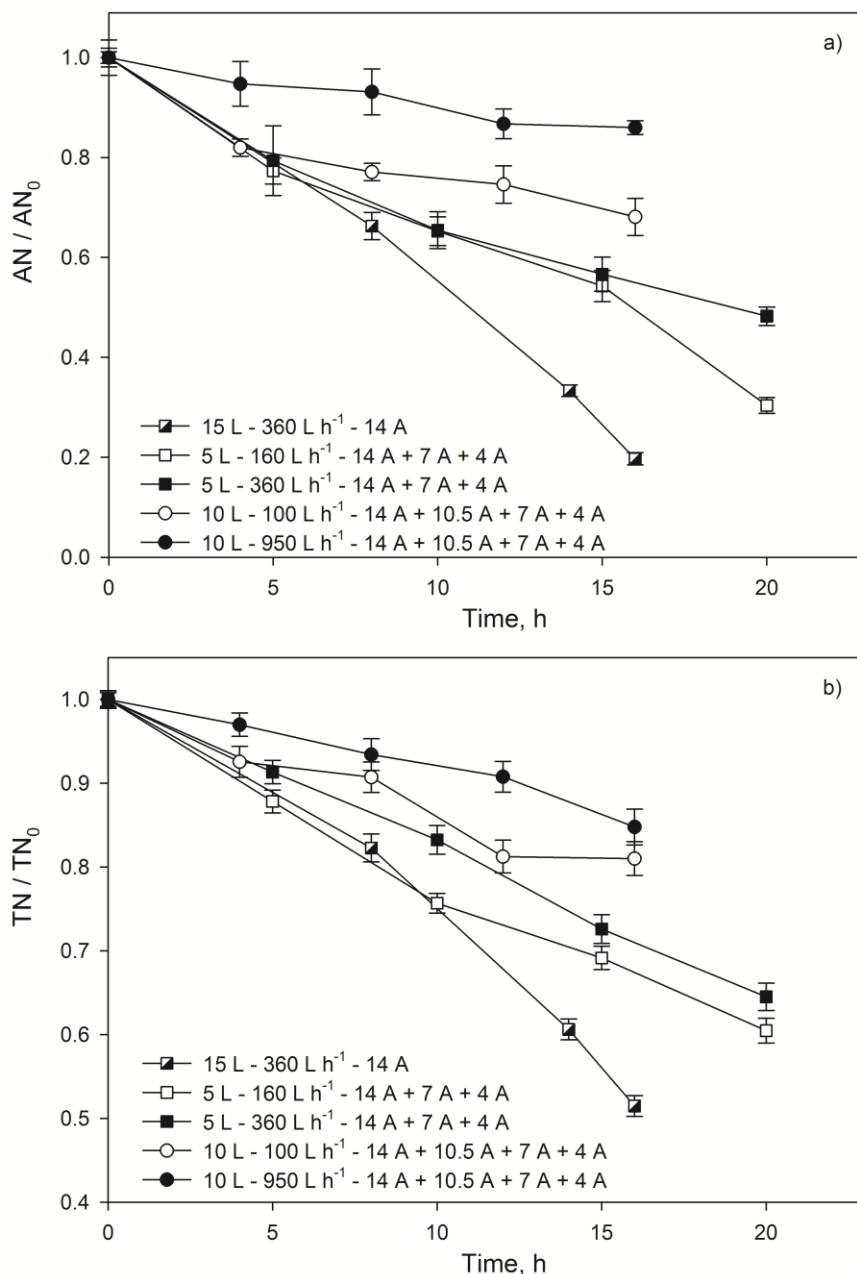 a)
1.0
0.8
0.6
0.4
0.2
0.0
AN / AN₀
15 L - 360 L h⁻¹ - 14 A
5 L - 160 L h⁻¹ - 14 A + 7 A + 4 A
5 L - 360 L h⁻¹ - 14 A + 7 A + 4 A
10 L - 100 L h⁻¹ - 14 A + 10.5 A + 7 A + 4 A
10 L - 950 L h⁻¹ - 14 A + 10.5 A + 7 A + 4 A
0 5 10 15 20
Time, h
b)
1.0
0.9
0.8
0.7
0.6
0.5
0.4
TN / TN₀
15 L - 360 L h⁻¹ - 14 A
5 L - 160 L h⁻¹ - 14 A + 7 A + 4 A
5 L - 360 L h⁻¹ - 14 A + 7 A + 4 A
10 L - 100 L h⁻¹ - 14 A + 10.5 A + 7 A + 4 A
10 L - 950 L h⁻¹ - 14 A + 10.5 A + 7 A + 4 A
0 5 10 15 20
Time, h